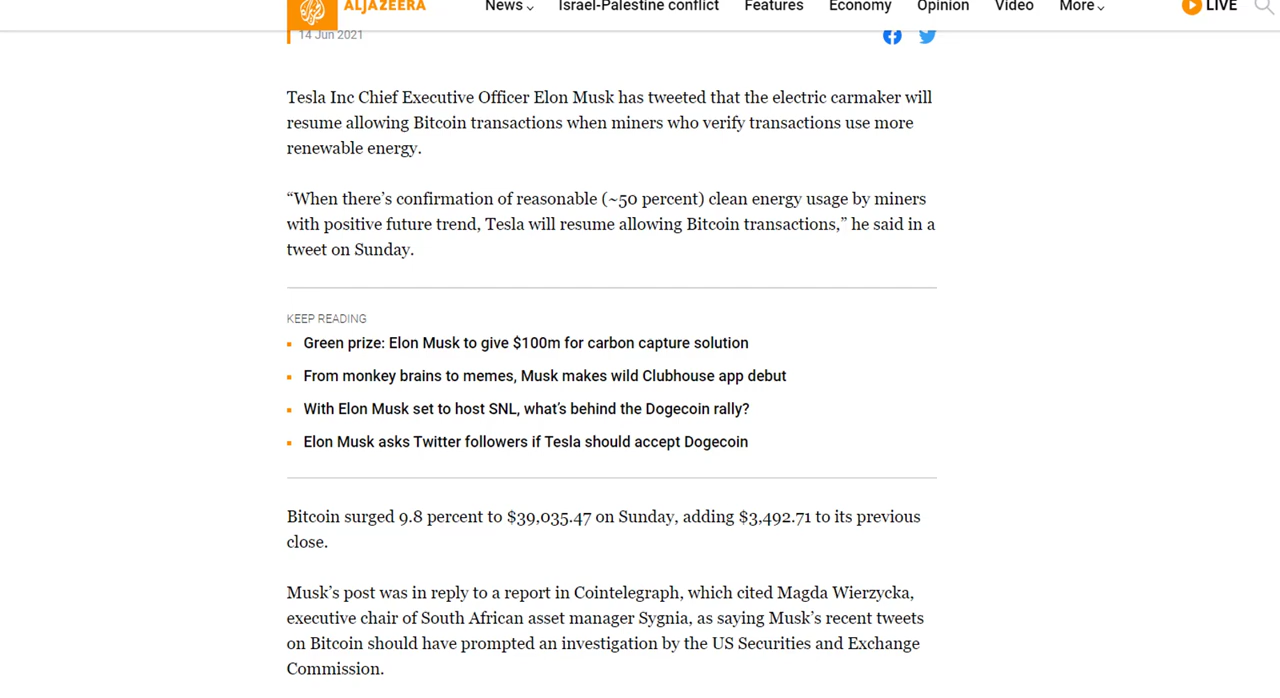 ALJAZEERA News Israel-Palestine conflict Features Economy Opinion Video More LIVE
14 Jun 2021
Tesla Inc Chief Executive Officer Elon Musk has tweeted that the electric carmaker will
resume allowing Bitcoin transactions when miners who verify transactions use more
renewable energy.
“When there’s confirmation of reasonable (~50 percent) clean energy usage by miners
with positive future trend, Tesla will resume allowing Bitcoin transactions,” he said in a
tweet on Sunday.
KEEP READING
Green prize: Elon Musk to give $100m for carbon capture solution
From monkey brains to memes, Musk makes wild Clubhouse app debut
With Elon Musk set to host SNL, what’s behind the Dogecoin rally?
Elon Musk asks Twitter followers if Tesla should accept Dogecoin
Bitcoin surged 9.8 percent to $39,035.47 on Sunday, adding $3,492.71 to its previous
close.
Musk’s post was in reply to a report in Cointelegraph, which cited Magda Wierzycka,
executive chair of South African asset manager Sygnia, as saying Musk’s recent tweets
on Bitcoin should have prompted an investigation by the US Securities and Exchange
Commission.